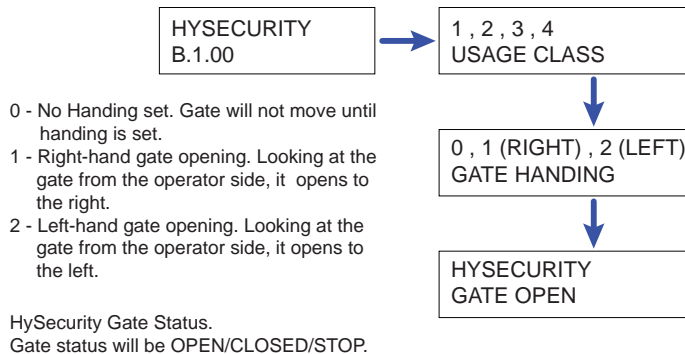 HYSECURITY
B.1.00
1 , 2 , 3 , 4
USAGE CLASS
0 , 1 (RIGHT) , 2 (LEFT)
GATE HANDING
HYSECURITY
GATE OPEN
0 - No Handing set. Gate will not move until
handing is set.
1 - Right-hand gate opening. Looking at the
gate from the operator side, it opens to
the right.
2 - Left-hand gate opening. Looking at the
gate from the operator side, it opens to
the left.
HySecurity Gate Status.
Gate status will be OPEN/CLOSED/STOP.